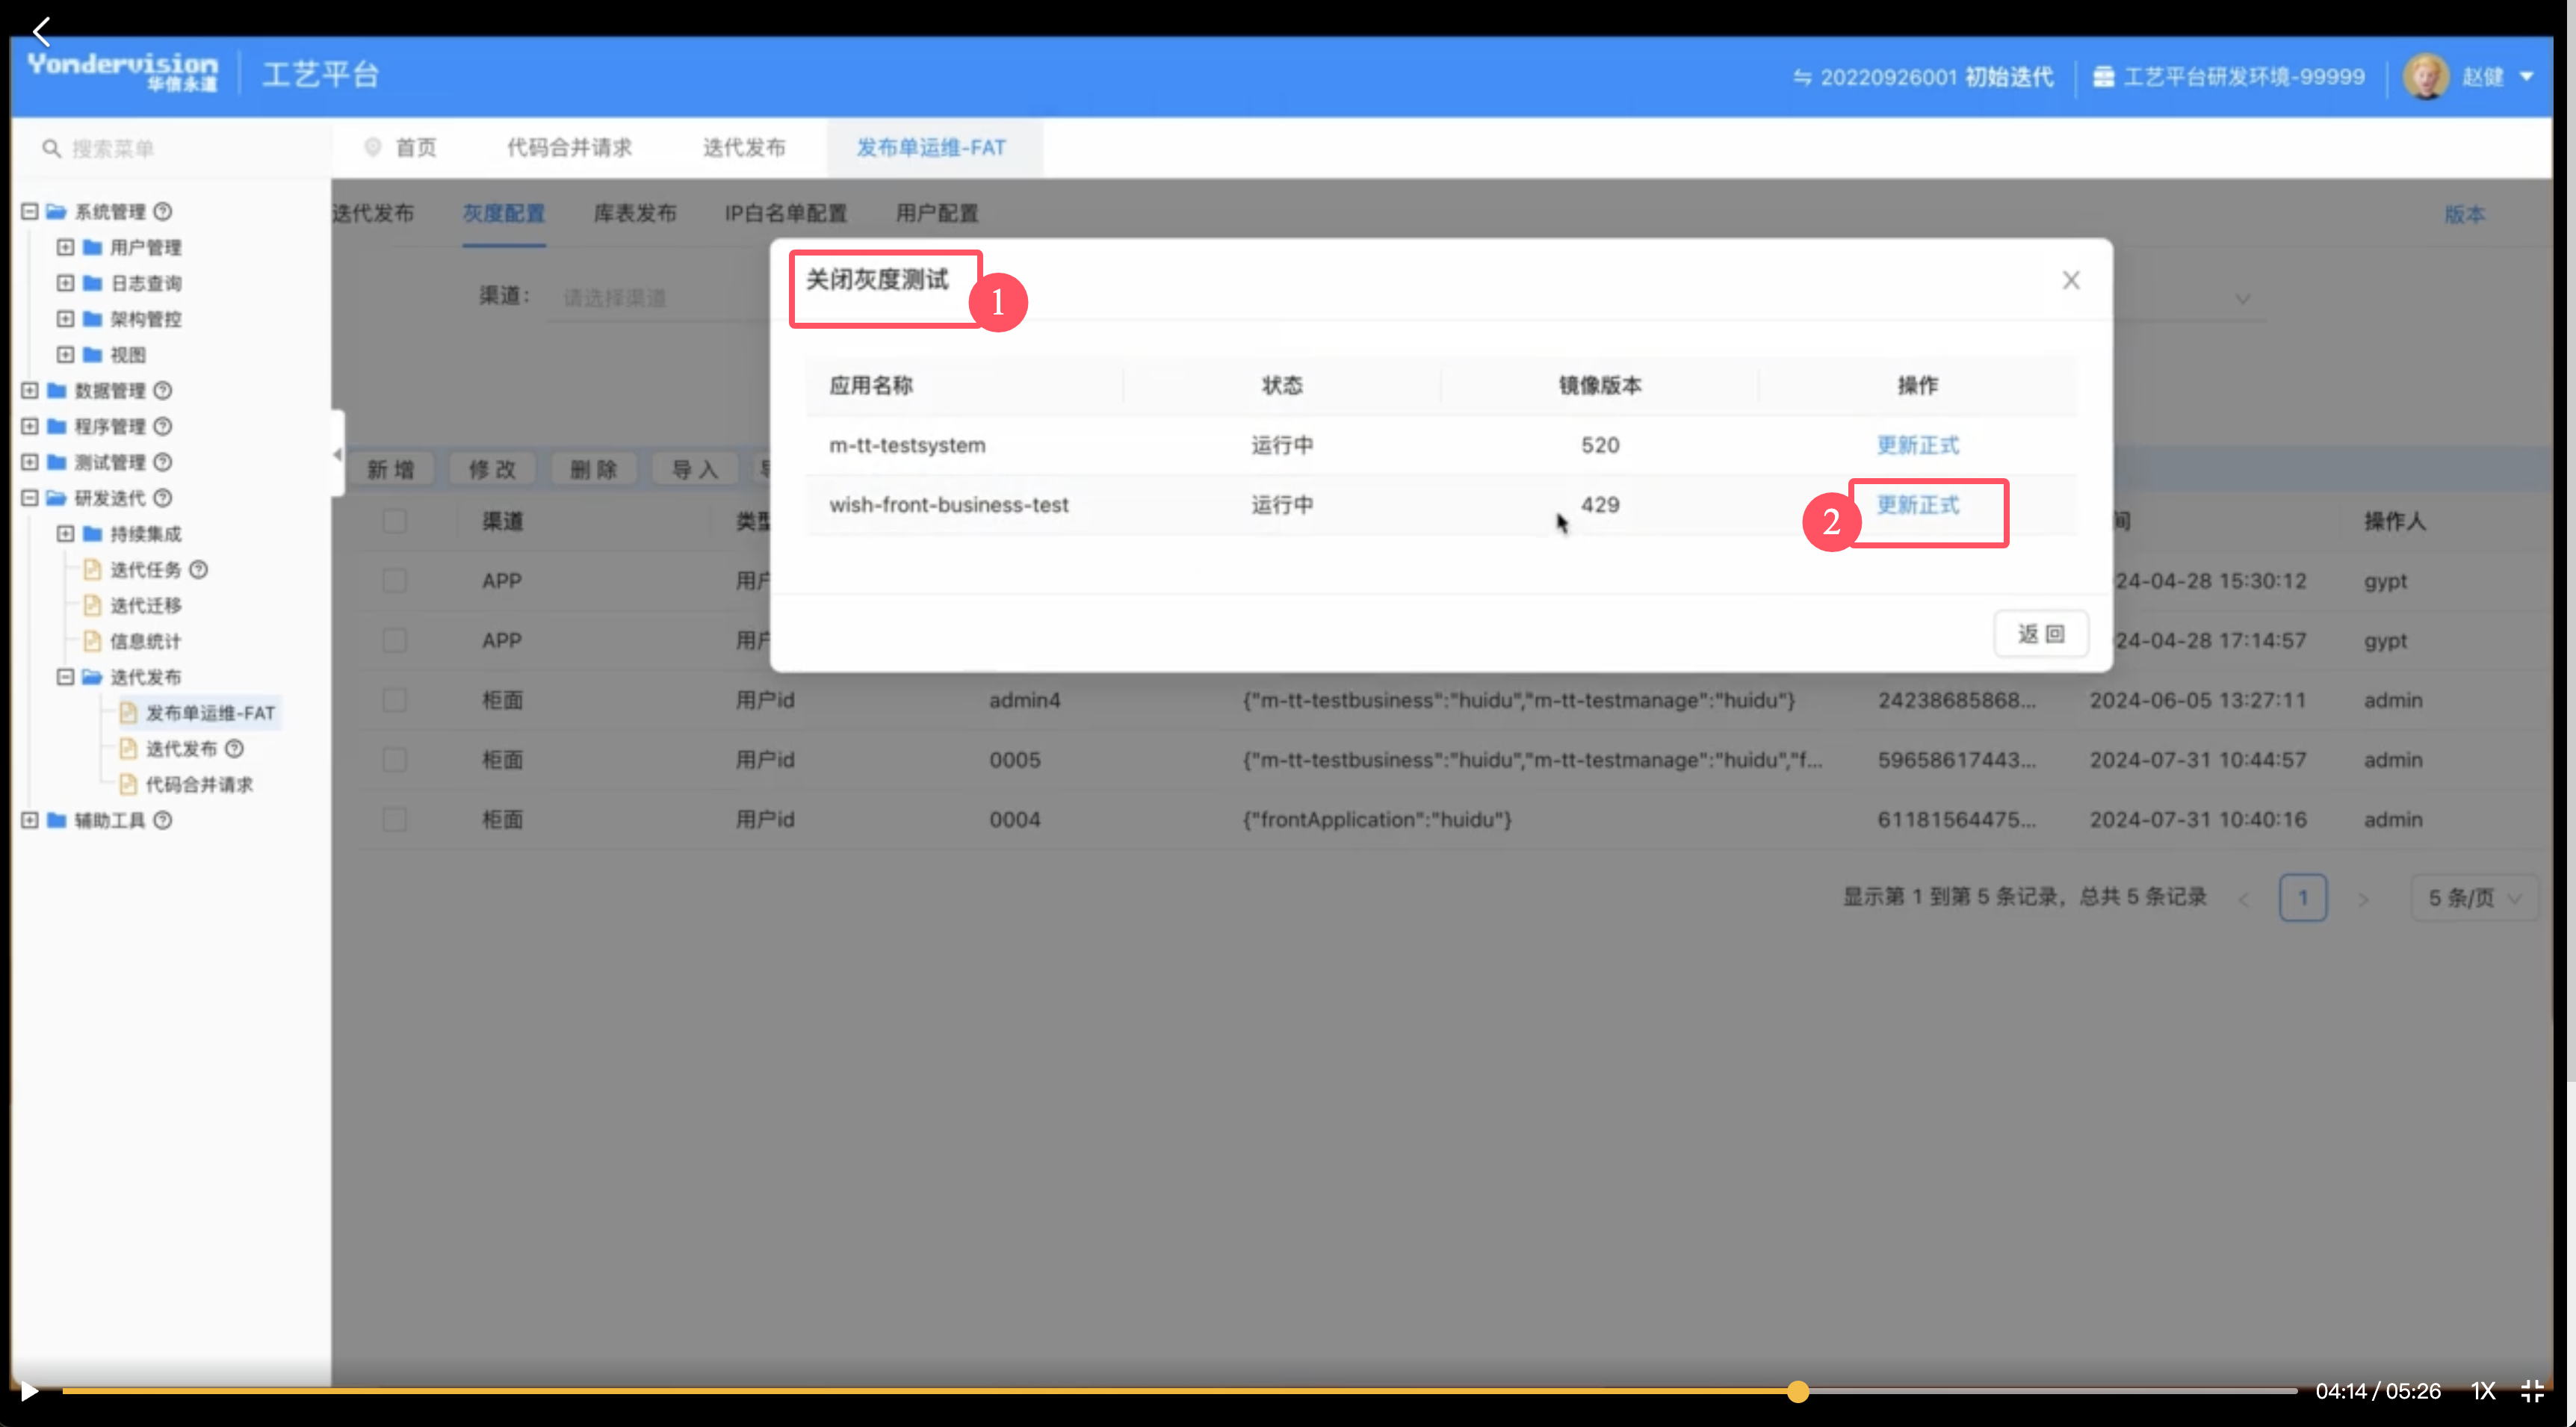 Yondervision
华信永道
工艺平台
20220926001 初始迭代
工艺平台研发环境-99999
赵健
搜索菜单
首页
代码合并请求
迭代发布
发布单运维-FAT
系统管理
用户管理
日志查询
架构管控
视图
数据管理
程序管理
测试管理
研发迭代
持续集成
迭代任务
迭代迁移
信息统计
迭代发布
发布单运维-FAT
迭代发布
代码合并请求
辅助工具
迭代发布 灰度配置 库表发布 IP白名单配置 用户配置 版本
渠道: 请选择渠道
关闭灰度测试
1
应用名称 状态 镜像版本 操作
m-tt-testsystem 运行中 520 更新正式
wish-front-business-test 运行中 429 更新正式
2
返回
新增 修改 删除 导入
渠道 类型 间 操作人
APP 用户 24-04-28 15:30:12 gypt
APP 用户 24-04-28 17:14:57 gypt
柜面 用户id admin4 {"m-tt-testbusiness":"huidu","m-tt-testmanage":"huidu"} 24238685868... 2024-06-05 13:27:11 admin
柜面 用户id 0005 {"m-tt-testbusiness":"huidu","m-tt-testmanage":"huidu","f... 59658617443... 2024-07-31 10:44:57 admin
柜面 用户id 0004 {"frontApplication":"huidu"} 61181564475... 2024-07-31 10:40:16 admin
显示第 1 到第 5 条记录，总共 5 条记录 < 1 > 5 条/页
04:14 / 05:26 1X